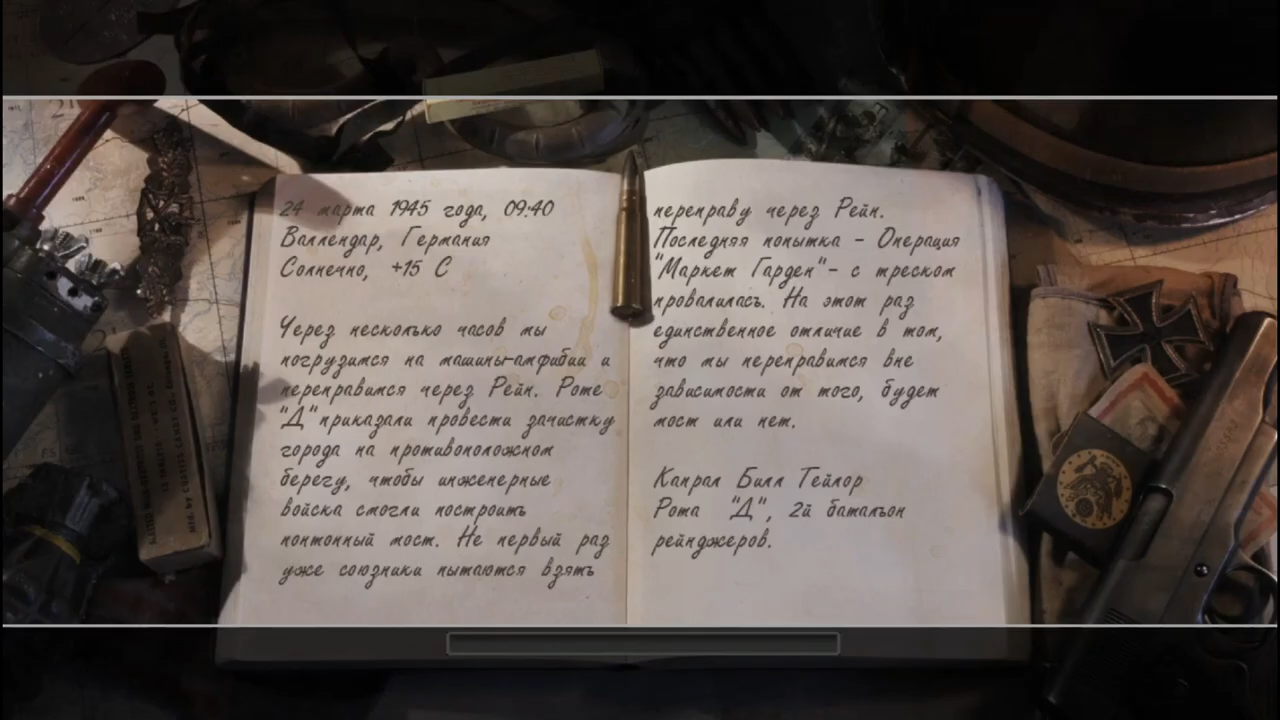 24 марта 1945 года, 09:40
Валлендар, Германия
Солнечно, +15 С
Через несколько часов мы
погрузимся на машины-амфибии и
переправимся через Рейн. Роте
"Д" приказали провести зачистку
города на противоположном
берегу, чтобы инженерные
войска смогли построить
понтонный мост. Не первый раз
уже союзники пытаются взять
переправу через Рейн.
Последняя попытка - Операция
"Маркет Гарден"- с треском
провалилась. На этот раз
единственное отличие в том,
что мы переправимся вне
зависимости от того, будет
мост или нет.
Капрал Билл Тейлор
Рота "Д", 2й батальон
рейнджеров.